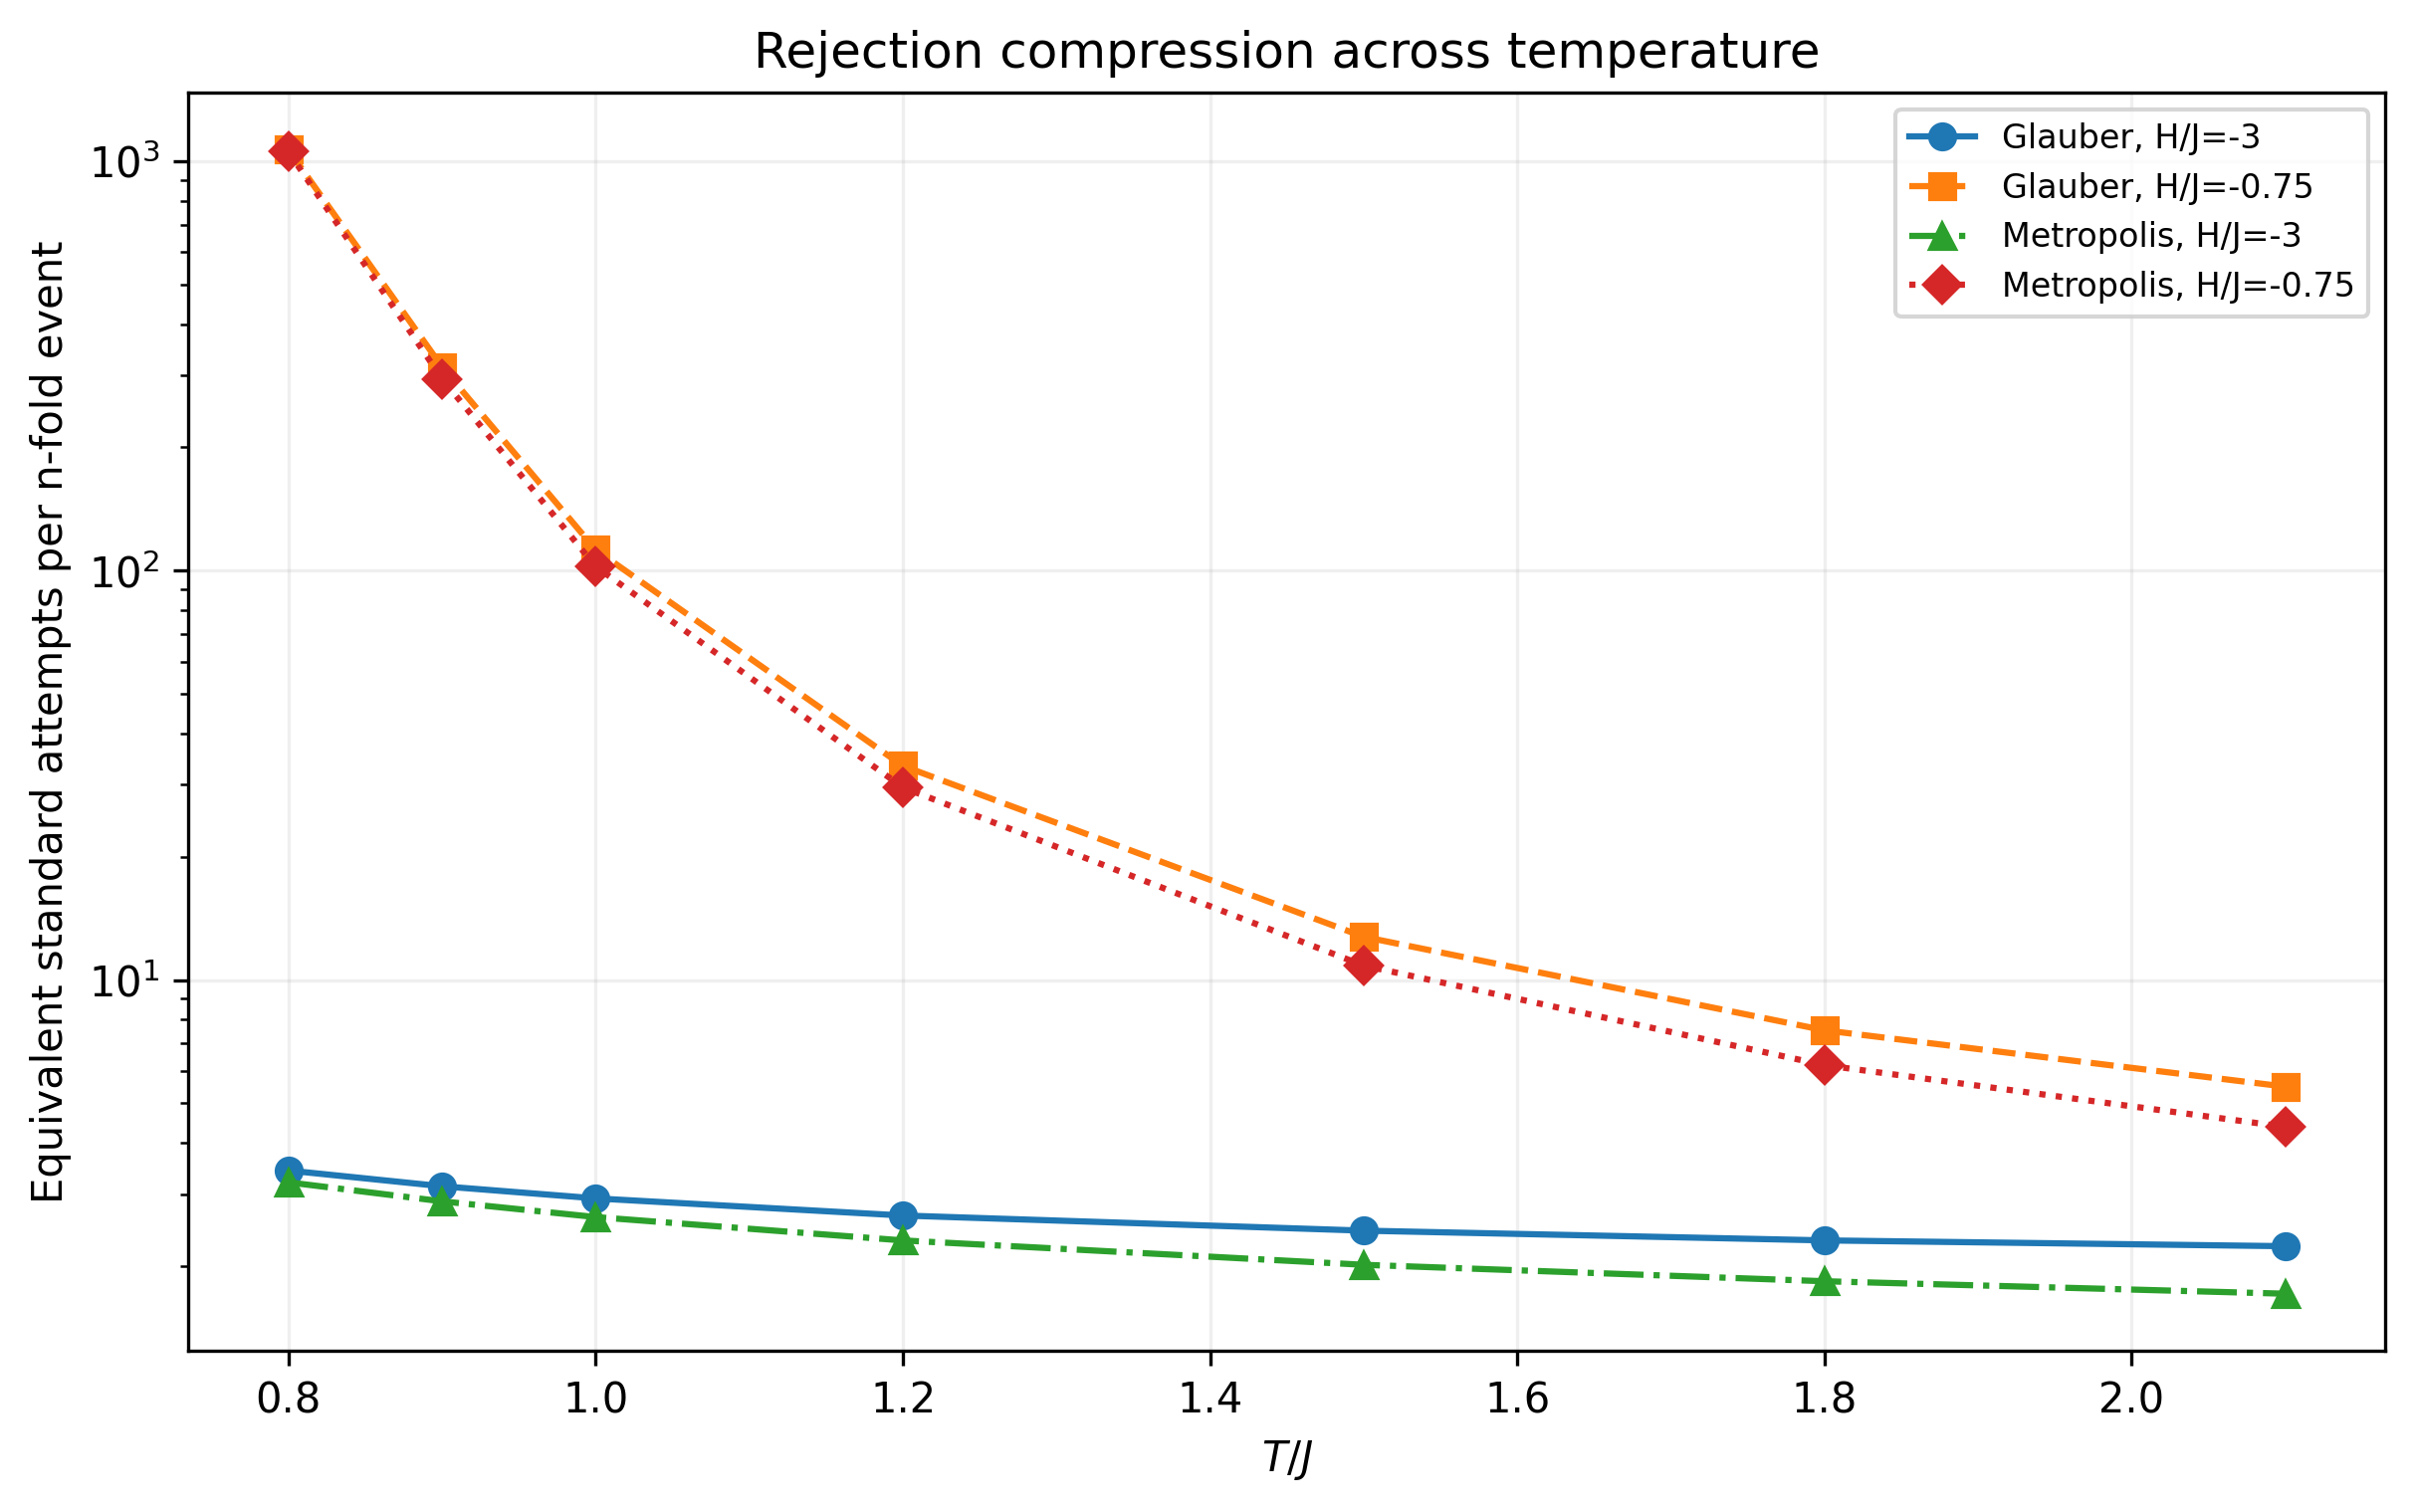 Rejection compression across temperature
Equivalent standard attempts per n-fold event
10³
10²
10¹
Glauber, H/J=-3
Glauber, H/J=-0.75
Metropolis, H/J=-3
Metropolis, H/J=-0.75
0.8 1.0 1.2 1.4 1.6 1.8 2.0
T/J